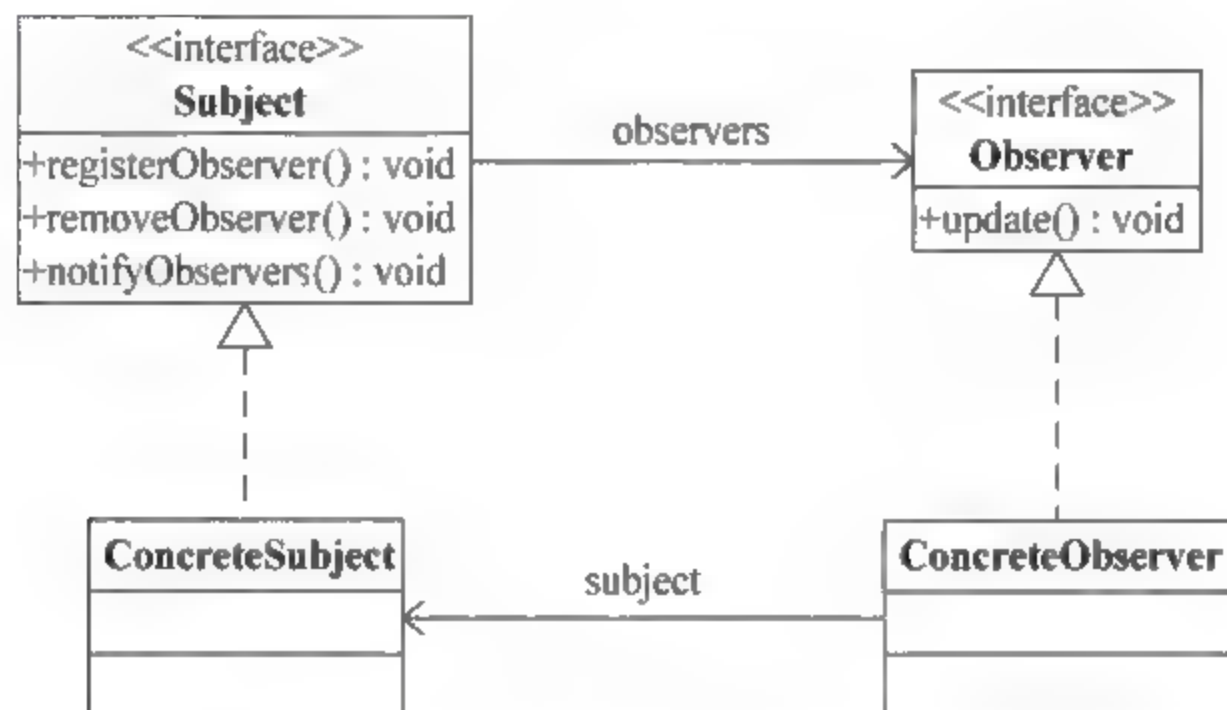 <<interface>>
Subject
+registerObserver() : void
+removeObserver() : void
+notifyObservers() : void
observers
<<interface>>
Observer
+update() : void
ConcreteSubject
subject
ConcreteObserver